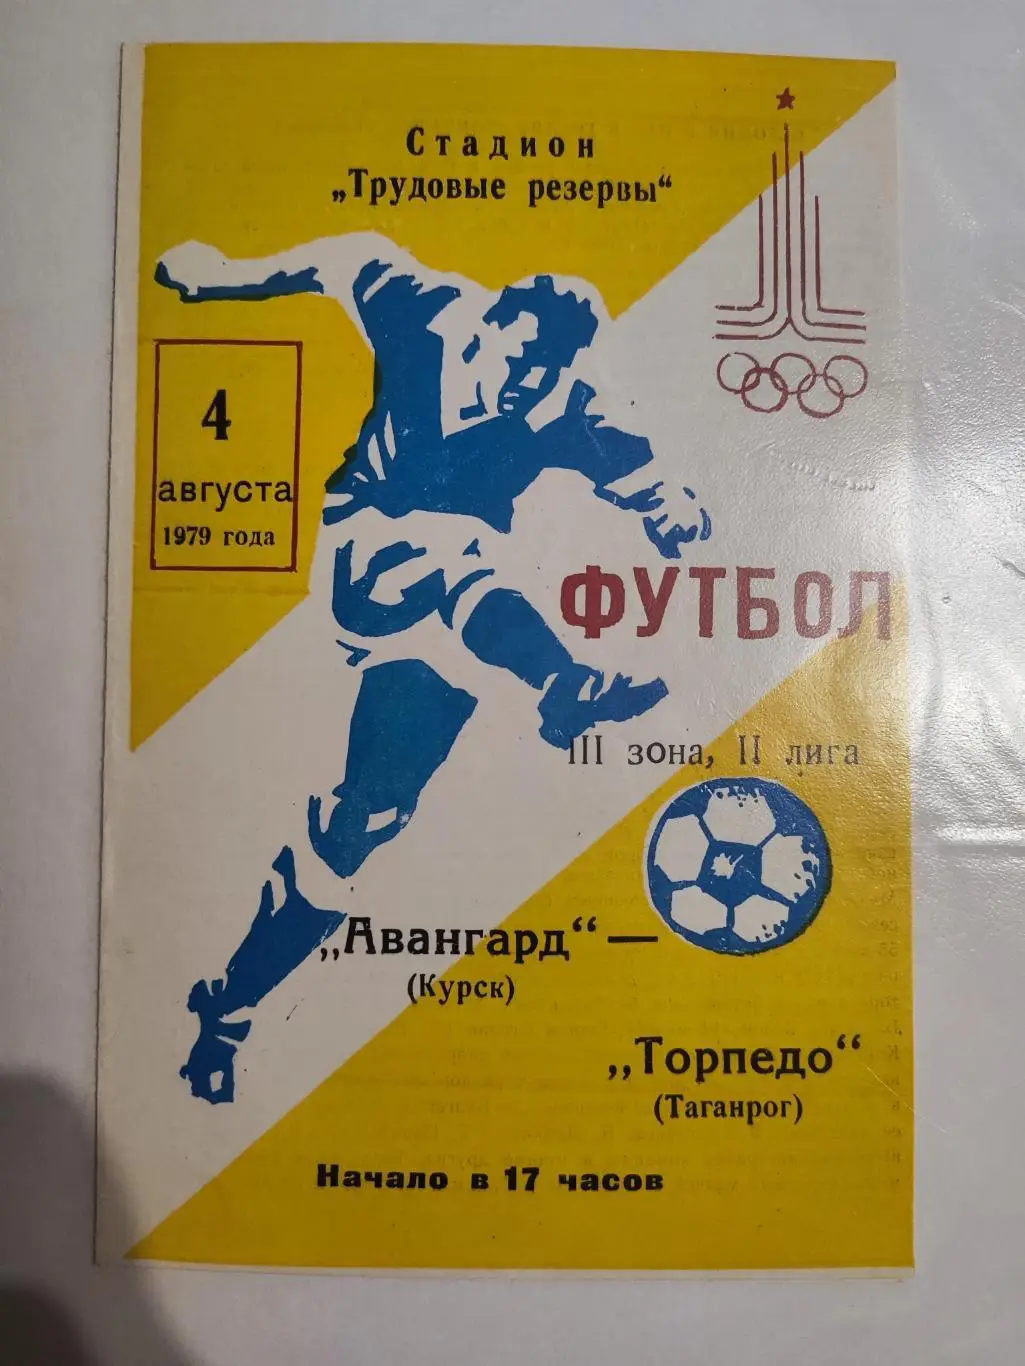 Стадион
„Трудовые резервы“
4
августа
1979 года
ФУТБОЛ
III зона, II лига
„Авангард“ —
(Курск)
„Торпедо“
(Таганрог)
Начало в 17 часов